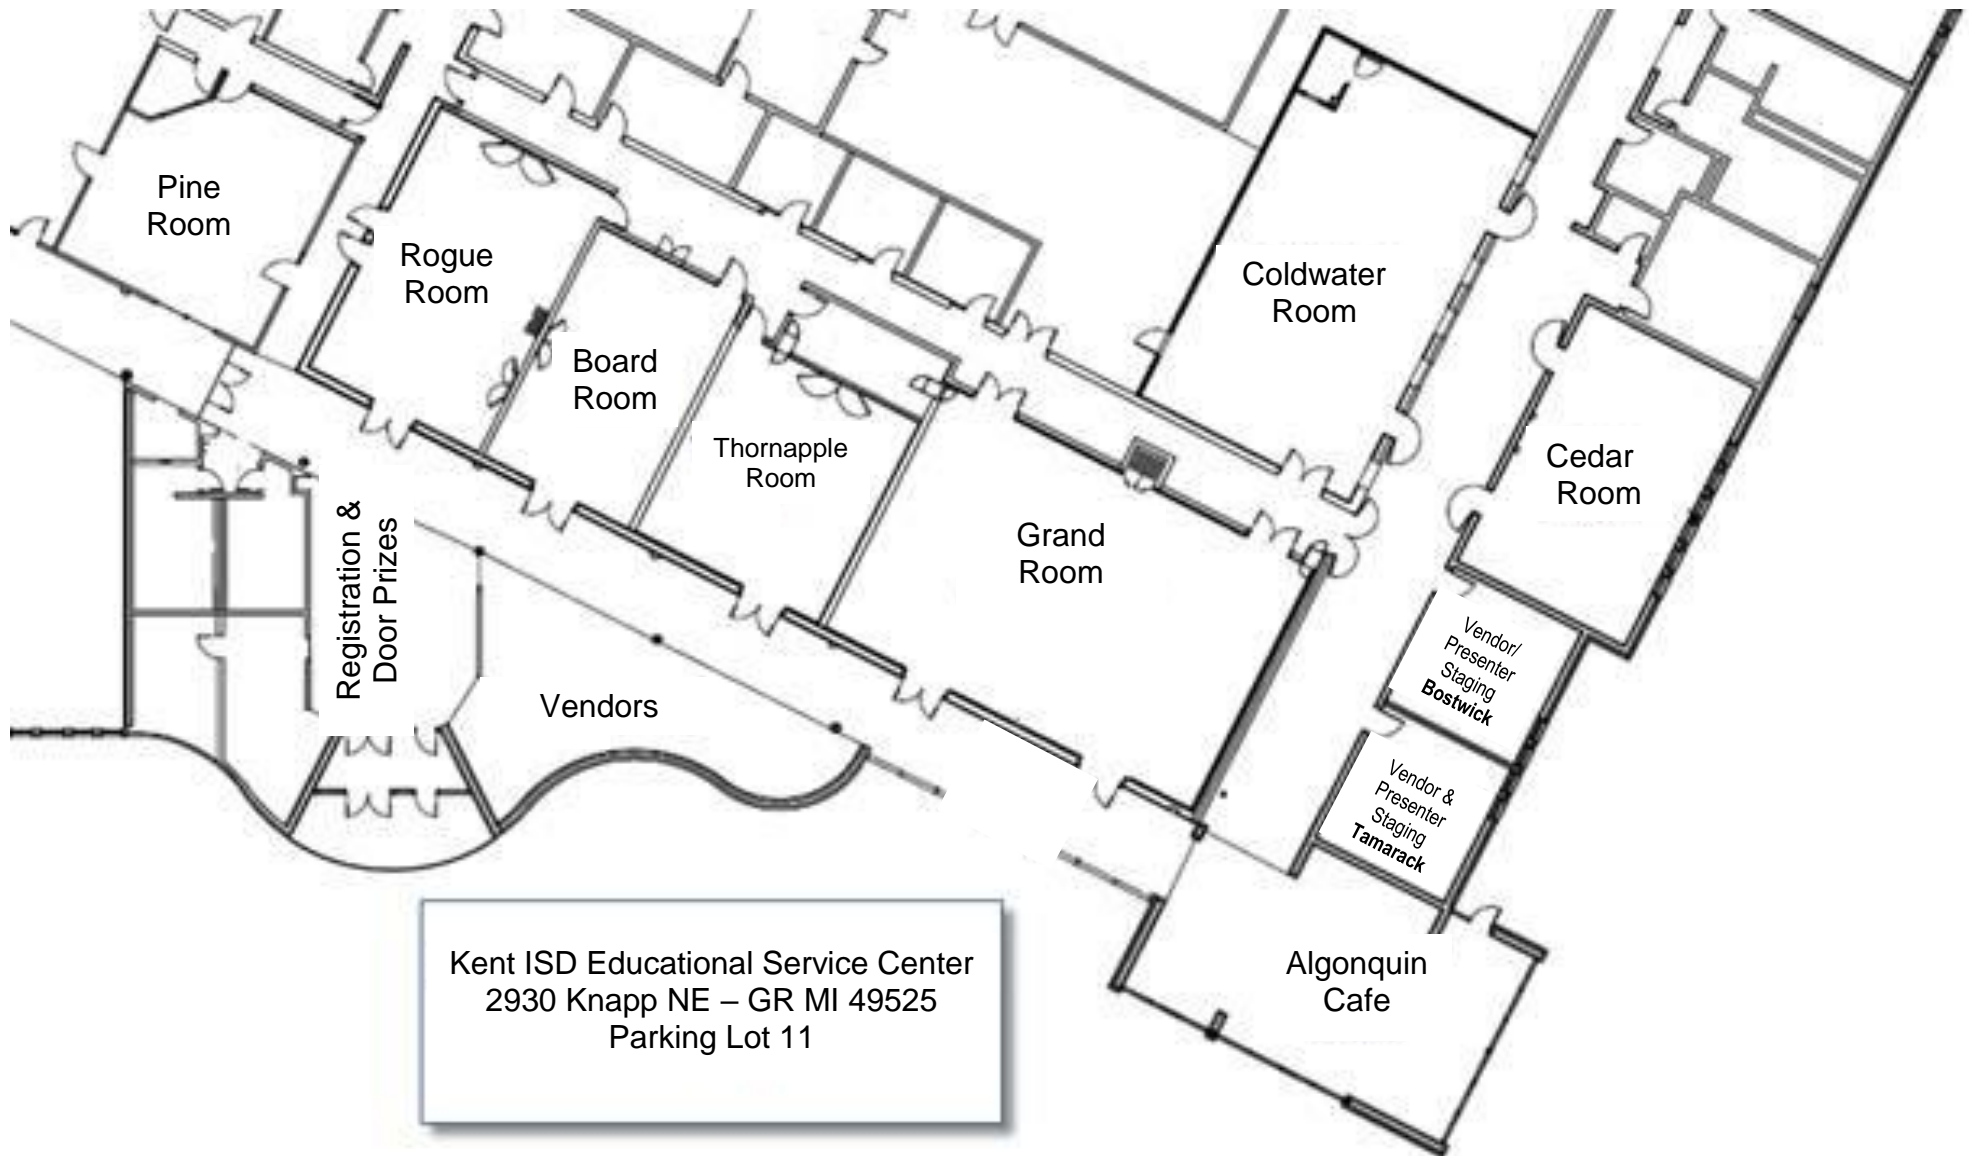 Pine
Room
Rogue
Room
Board
Room
Thornapple
Room
Grand
Room
Coldwater
Room
Cedar
Room
Registration &
Door Prizes
Vendors
Vendor/
Presenter
Staging
Bostwick
Vendor &
Presenter
Staging
Tamarack
Algonquin
Cafe
Kent ISD Educational Service Center
2930 Knapp NE – GR MI 49525
Parking Lot 11